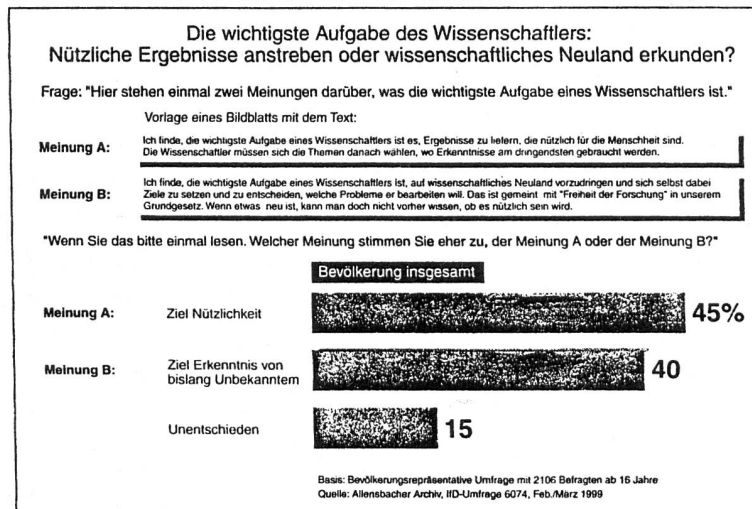 Die wichtigste Aufgabe des Wissenschaftlers:
Nützliche Ergebnisse anstreben oder wissenschaftliches Neuland erkunden?
Frage: "Hier stehen einmal zwei Meinungen darüber, was die wichtigste Aufgabe eines Wissenschaftlers ist."
Vorlage eines Bildblatts mit dem Text:
Meinung A:
Ich finde, die wichtigste Aufgabe eines Wissenschaftlers ist es, Ergebnisse zu liefern, die nützlich für die Menschheit sind.
Die Wissenschaftler müssen sich die Themen danach wählen, wo Erkenntnisse am dringendsten gebraucht werden.
Meinung B:
Ich finde, die wichtigste Aufgabe eines Wissenschaftlers ist, auf wissenschaftliches Neuland vorzudringen und sich selbst dabei
Ziele zu setzen und zu entscheiden, welche Probleme er bearbeiten will. Das ist gemeint mit "Freiheit der Forschung" in unserem
Grundgesetz. Wenn etwas neu ist, kann man doch nicht vorher wissen, ob es nützlich sein wird.
"Wenn Sie das bitte einmal lesen. Welcher Meinung stimmen Sie eher zu, der Meinung A oder der Meinung B?"
Bevölkerung insgesamt
Meinung A: Ziel Nützlichkeit 45%
Meinung B: Ziel Erkenntnis von
bislang Unbekanntem 40
Unentschieden 15
Basis: Bevölkerungsrepräsentative Umfrage mit 2106 Befragten ab 16 Jahre
Quelle: Allensbacher Archiv, IfD-Umfrage 6074, Feb./März 1999